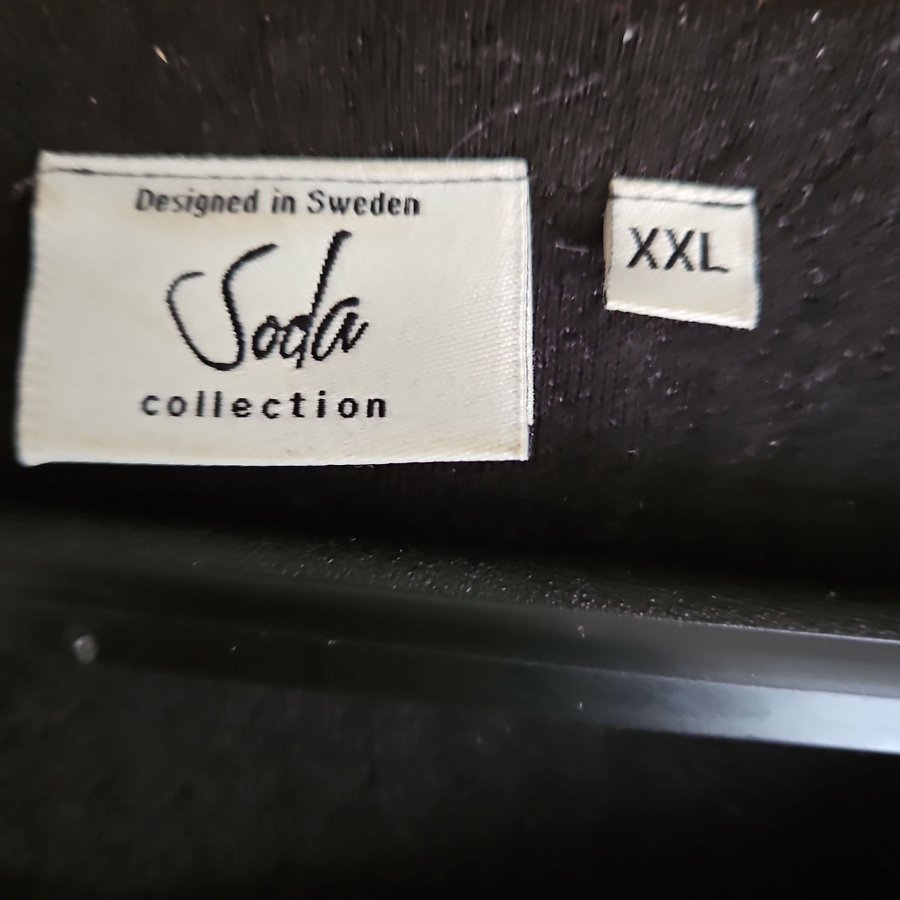 Designed in Sweden
Soda
collection
XXL